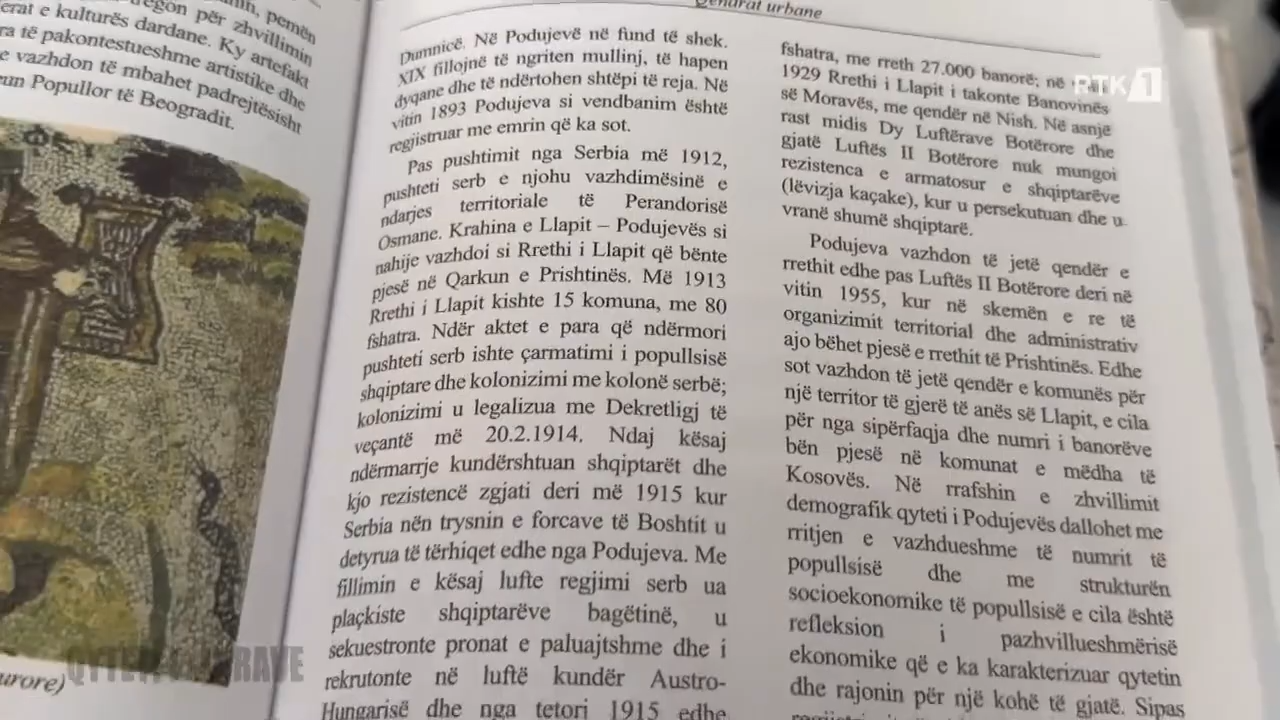 për zhvillimin
e kulturës dardane. Ky artefakt
të pakontestueshme artistike dhe
vazhdon të mbahet padrejtësisht
Popullor të Beogradit.
urbane
Dumnicë. Në Podujevë në fund të shek.
XIX fillojnë të ngriten mullinj, të hapen
dyqane dhe të ndërtohen shtëpi të reja. Në
vitin 1893 Podujeva si vendbanim është
regjistruar me emrin që ka sot.
Pas pushtimit nga Serbia më 1912,
pushteti serb e njohu vazhdimësinë e
ndarjes territoriale të Perandorisë
Osmane. Krahina e Llapit – Podujevës si
nahije vazhdoi si Rrethi i Llapit që bënte
pjesë në Qarkun e Prishtinës. Më 1913
Rrethi i Llapit kishte 15 komuna, me 80
fshatra. Ndër aktet e para që ndërmori
pushteti serb ishte çarmatimi i popullsisë
shqiptare dhe kolonizimi me kolonë serbë;
kolonizimi u legalizua me Dekretligj të
veçantë më 20.2.1914. Ndaj kësaj
ndërmarrje kundërshtuan shqiptarët dhe
kjo rezistencë zgjati deri më 1915 kur
Serbia nën trysnin e forcave të Boshtit u
detyrua të tërhiqet edhe nga Podujeva. Me
fillimin e kësaj lufte regjimi serb ua
plaçkiste shqiptarëve bagëtinë, u
sekuestronte pronat e paluajtshme dhe i
rekrutonte në luftë kundër Austro-
Hungarisë dhe nga tetori 1915 edhe
fshatra, me rreth 27.000 banorë; në
1929 Rrethi i Llapit i takonte Banovinës
së Moravës, me qendër në Nish. Në asnjë
rast midis Dy Luftërave Botërore dhe
gjatë Luftës II Botërore nuk mungoi
rezistenca e armatosur e shqiptarëve
(lëvizja kaçake), kur u persekutuan dhe u
vranë shumë shqiptarë.
Podujeva vazhdon të jetë qendër e
rrethit edhe pas Luftës II Botërore deri në
vitin 1955, kur në skemën e re të
organizimit territorial dhe administrativ
ajo bëhet pjesë e rrethit të Prishtinës. Edhe
sot vazhdon të jetë qendër e komunës për
një territor të gjerë të anës së Llapit, e cila
për nga sipërfaqja dhe numri i banorëve
bën pjesë në komunat e mëdha të
Kosovës. Në rrafshin e zhvillimit
demografik qyteti i Podujevës dallohet me
rritjen e vazhdueshme të numrit të
popullsisë dhe me strukturën
socioekonomike të popullsisë e cila është
refleksion i pazhvillueshmërisë
ekonomike që e ka karakterizuar qytetin
dhe rajonin për një kohë të gjatë. Sipas
RTK 1